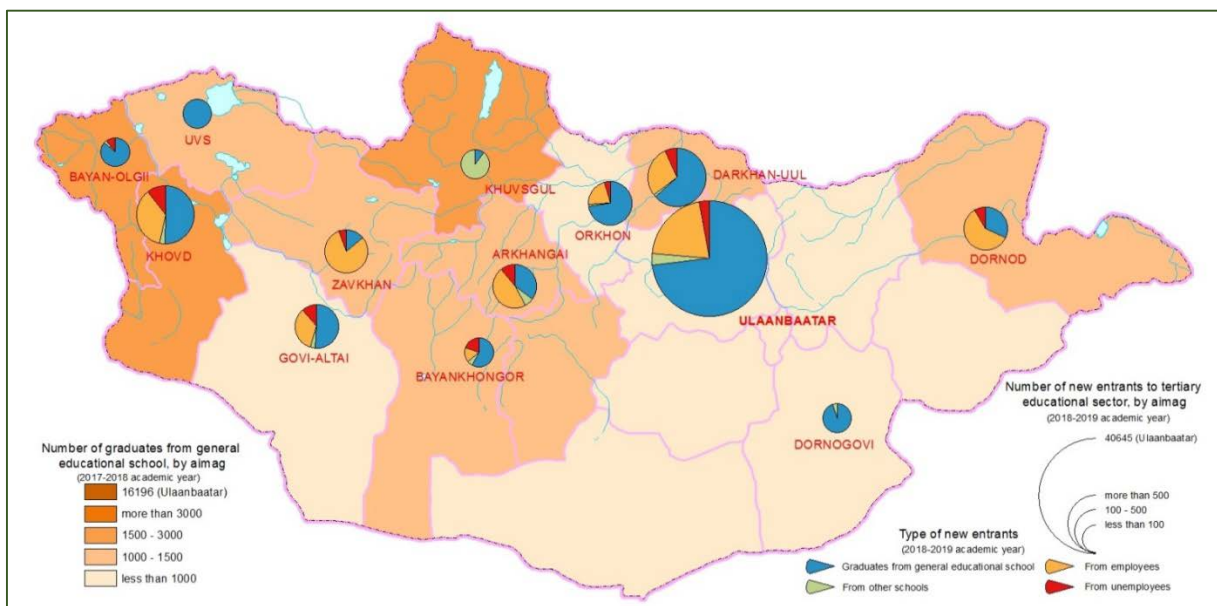 UVS
BAYAN-OLGII
KHUVSGUL
DARKHAN-UUL
KHOVD
ORKHON
ARKHANGAI
DORNOD
ZAVKHAN
ULAANBAATAR
GOVI-ALTAI
BAYANKHONGOR
DORNOGOVI
Number of graduates from general
educational school, by aimag
(2017-2018 academic year)
16196 (Ulaanbaatar)
more than 3000
1500 - 3000
1000 - 1500
less than 1000
Number of new entrants to tertiary
educational sector, by aimag
(2018-2019 academic year)
40645 (Ulaanbaatar)
more than 500
100 - 500
less than 100
Type of new entrants
(2018-2019 academic year)
Graduates from general educational school
From other schools
From employees
From unemployees